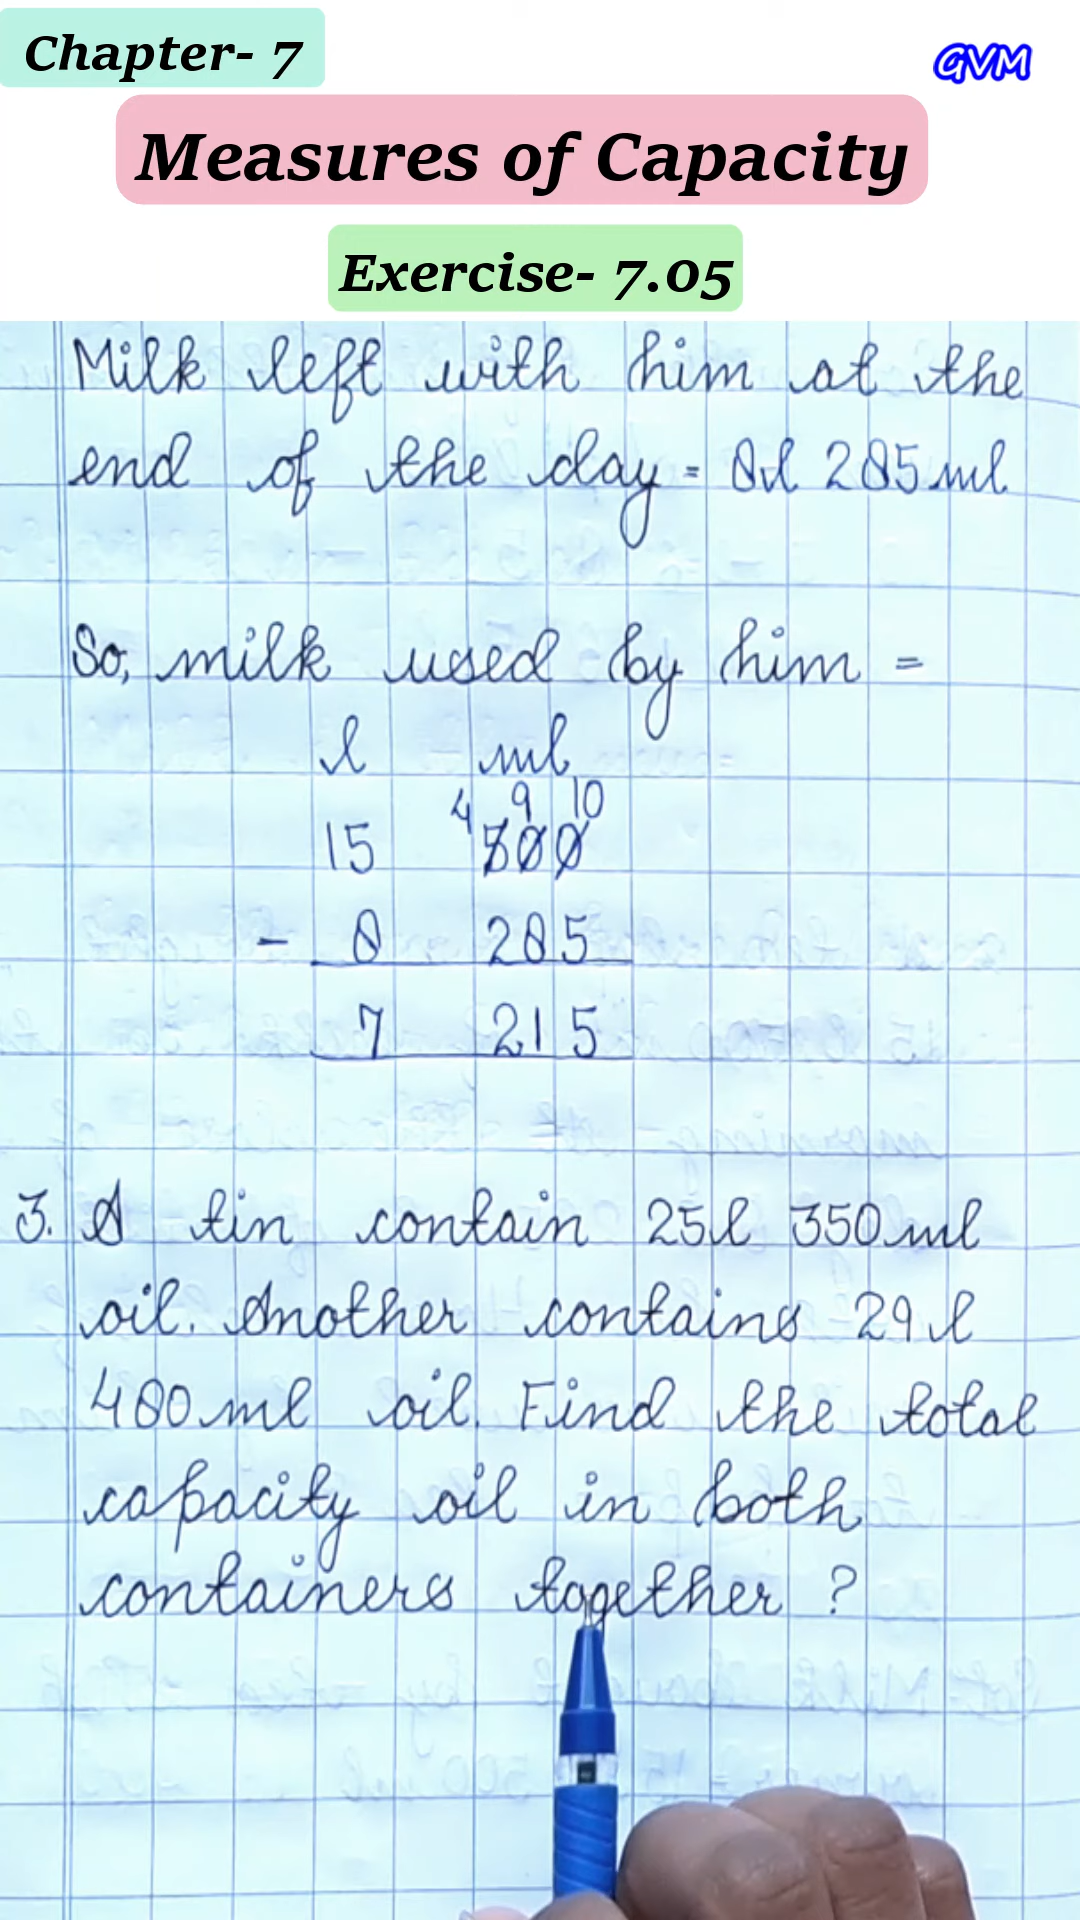 Chapter- 7
GVM
Measures of Capacity
Exercise- 7.05
Milk left with him at the
end of the day = 8l 285 ml
So, milk used by him =
l ml
4 9 10
15 500
- 8 285
7 215
3. A tin contain 25l 350 ml
oil. Another contains 29 l
480 ml oil. Find the total
capacity oil in both
containers together ?